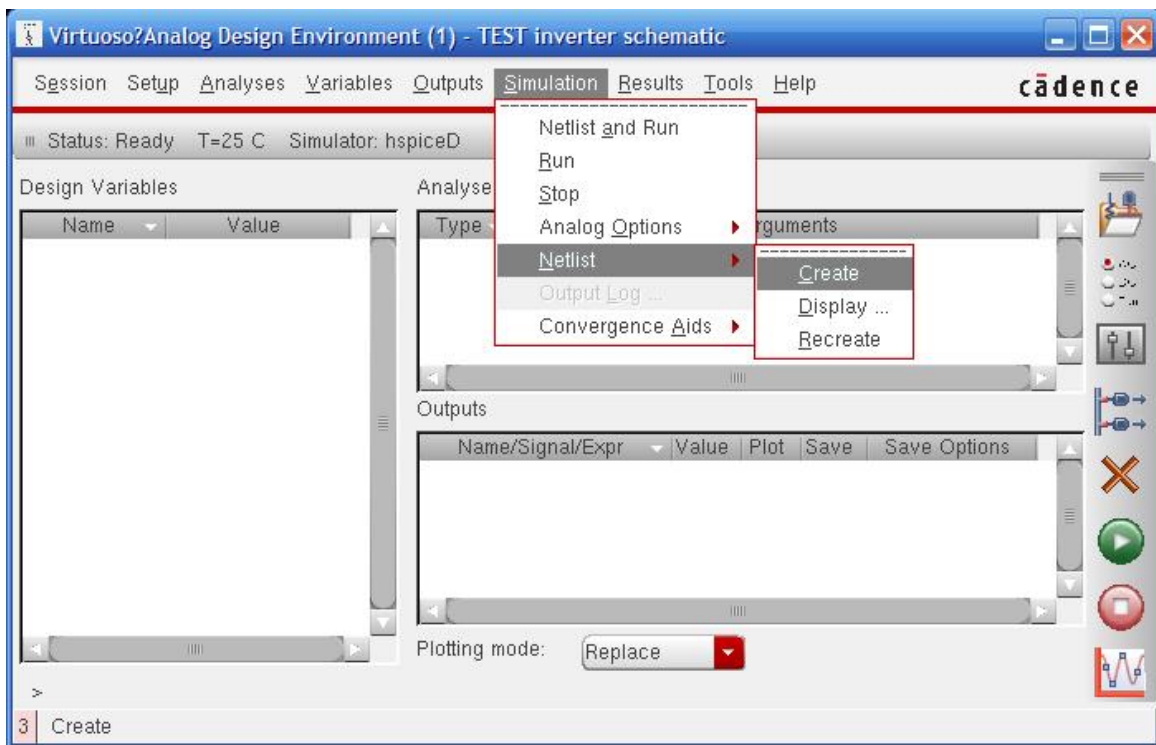 Virtuoso?Analog Design Environment (1) - TEST inverter schematic
Session Setup Analyses Variables Outputs Simulation Results Tools Help cādence
Status: Ready T=25 C Simulator: hspiceD
Netlist and Run
Run
Stop
Analog Options
Netlist
Output Log ...
Convergence Aids
Create
Display ...
Recreate
Design Variables
Name Value
Analyse
Type rguments
Outputs
Name/Signal/Expr Value Plot Save Save Options
Plotting mode: Replace
>
3 Create